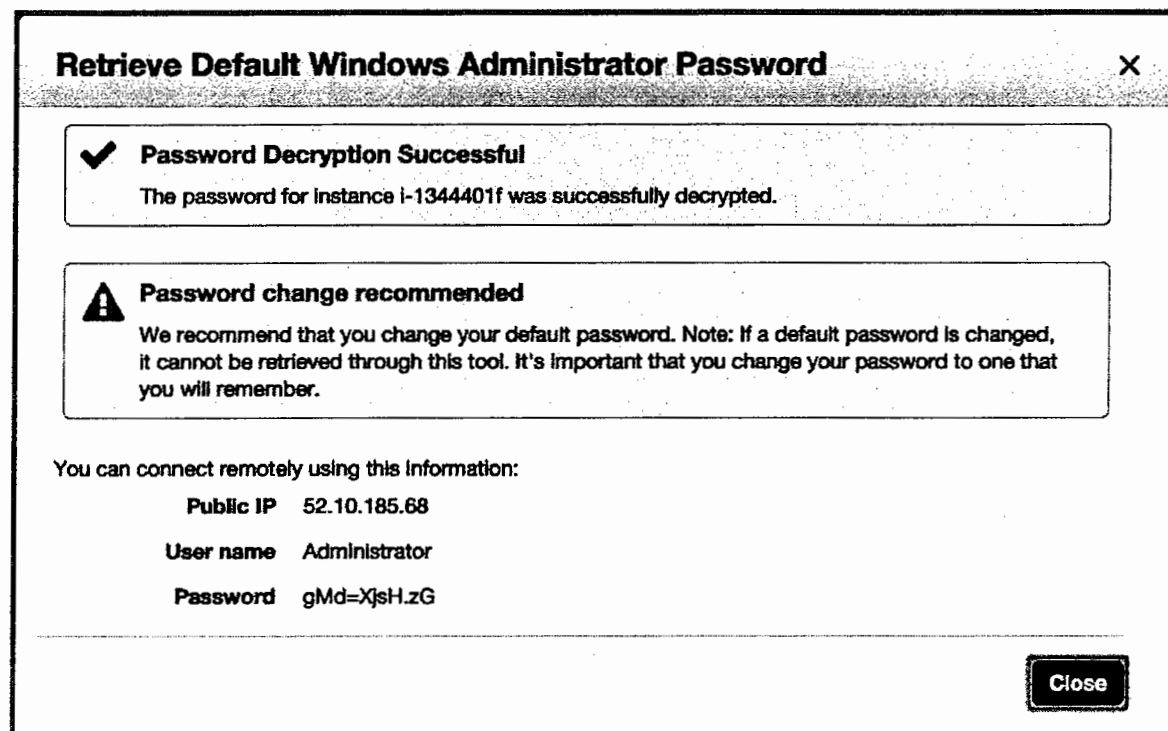 Retrieve Default Windows Administrator Password
Password Decryption Successful
The password for instance i-1344401f was successfully decrypted.
Password change recommended
We recommend that you change your default password. Note: If a default password is changed,
it cannot be retrieved through this tool. It's important that you change your password to one that
you will remember.
You can connect remotely using this information:
Public IP 52.10.185.68
User name Administrator
Password gMd=XjsH.zG
Close